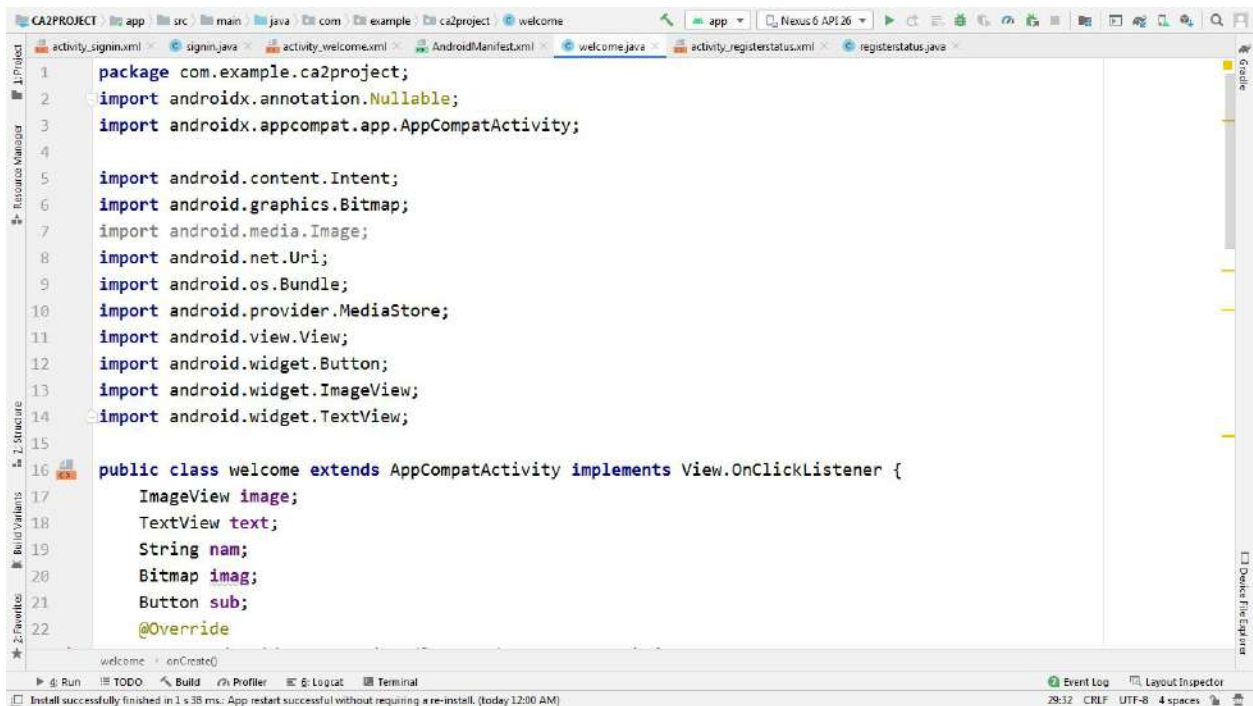 CA2PROJECT app src main java com example ca2project welcome app Nexus 6 API 26
activity_signin.xml signin.java activity_welcome.xml AndroidManifest.xml welcome.java activity_registerstatus.xml registerstatus.java
1: Project
Resource Manager
Z: Structure
Build Variants
2: Favorites
1 package com.example.ca2project;
2 import androidx.annotation.Nullable;
3 import androidx.appcompat.app.AppCompatActivity;
4
5 import android.content.Intent;
6 import android.graphics.Bitmap;
7 import android.media.Image;
8 import android.net.Uri;
9 import android.os.Bundle;
10 import android.provider.MediaStore;
11 import android.view.View;
12 import android.widget.Button;
13 import android.widget.ImageView;
14 import android.widget.TextView;
15
16 public class welcome extends AppCompatActivity implements View.OnClickListener {
17 ImageView image;
18 TextView text;
19 String nam;
20 Bitmap imag;
21 Button sub;
22 @Override
Gradle
Device File Explorer
welcome onCreate()
4: Run TODO Build Profiler 6: Logcat Terminal 2 Event Log Layout Inspector
Install successfully finished in 1 s 38 ms.: App restart successful without requiring a re-install. (today 12:00 AM) 29:32 CRLF UTF-8 4 spaces